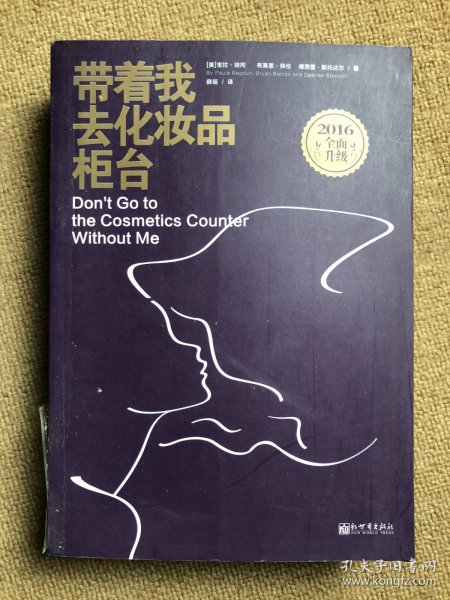 [美]宝拉·培冈 布莱恩·拜伦 德西蕾·斯托达尔 / 著
By Paula Begoun, Bryan Barron and Desiree Stordahl
薛瑶 / 译
带着我
去化妆品
柜台
2016
全面
升级
Don't Go to
the Cosmetics Counter
Without Me
新世界出版社
NEW WORLD PRESS
孔夫子旧书网
www.kongfz.com